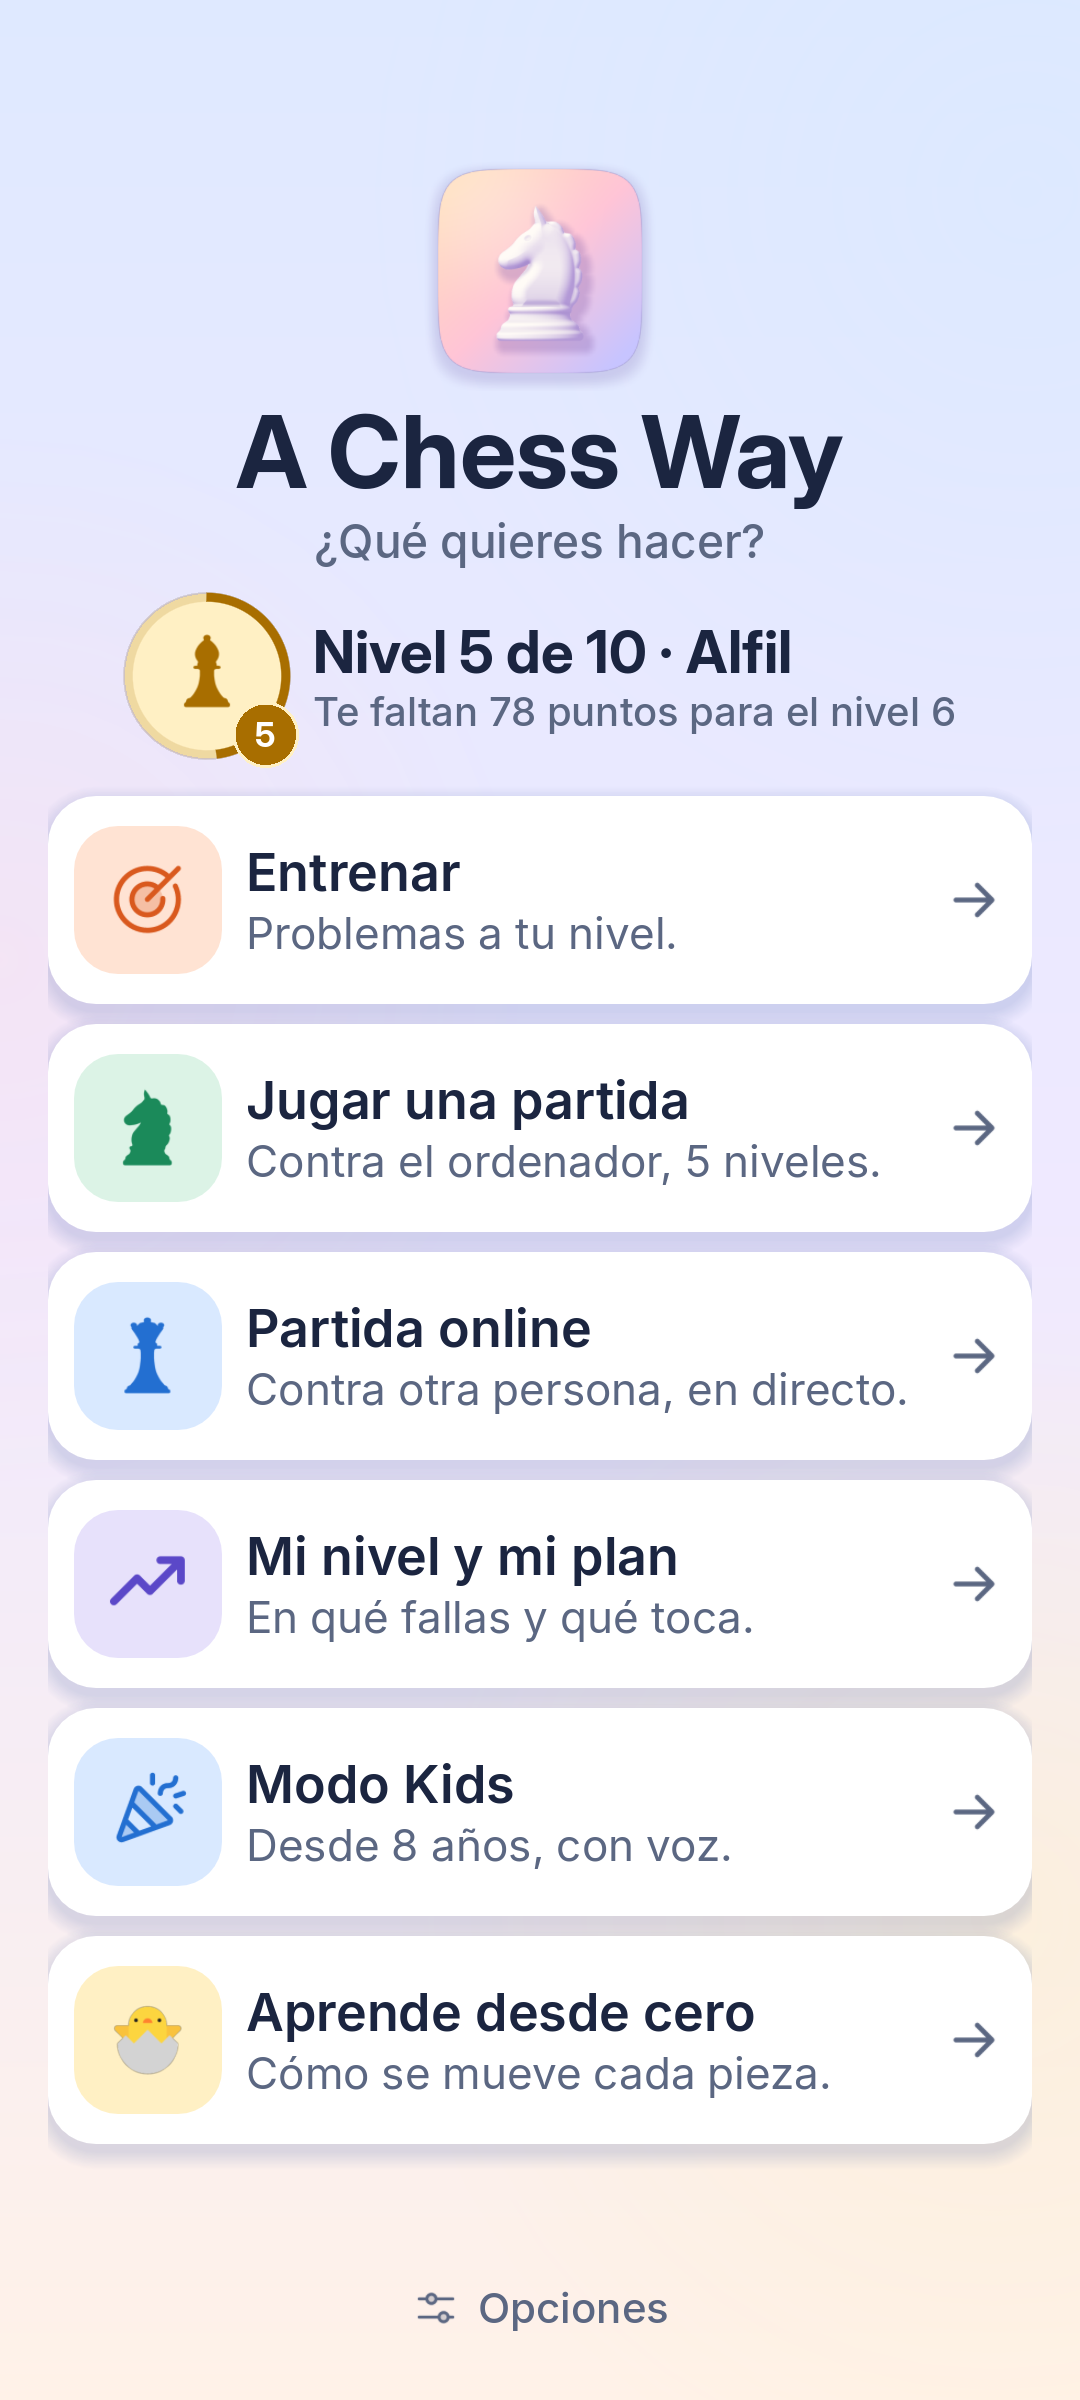 A Chess Way
¿Qué quieres hacer?
Nivel 5 de 10 · Alfil
Te faltan 78 puntos para el nivel 6
5
Entrenar
Problemas a tu nivel.
Jugar una partida
Contra el ordenador, 5 niveles.
Partida online
Contra otra persona, en directo.
Mi nivel y mi plan
En qué fallas y qué toca.
Modo Kids
Desde 8 años, con voz.
Aprende desde cero
Cómo se mueve cada pieza.
Opciones